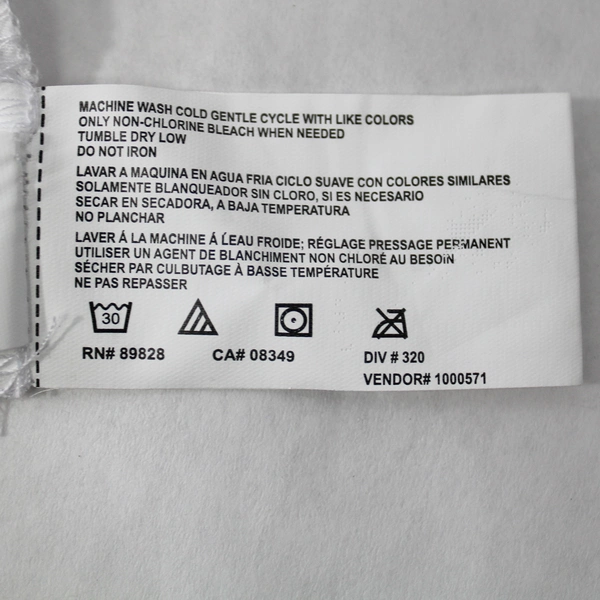 MACHINE WASH COLD GENTLE CYCLE WITH LIKE COLORS
ONLY NON-CHLORINE BLEACH WHEN NEEDED
TUMBLE DRY LOW
DO NOT IRON
LAVAR A MAQUINA EN AGUA FRIA CICLO SUAVE CON COLORES SIMILARES
SOLAMENTE BLANQUEADOR SIN CLORO, SI ES NECESARIO
SECAR EN SECADORA, A BAJA TEMPERATURA
NO PLANCHAR
LAVER Á LA MACHINE Á ĹEAU FROIDE; RÉGLAGE PRESSAGE PERMANENT
UTILISER UN AGENT DE BLANCHIMENT NON CHLORÉ AU BESOiN
SÉCHER PAR CULBUTAGE À BASSE TEMPÉRATURE
NE PAS REPASSER
30
RN# 89828 CA# 08349 DIV # 320
VENDOR# 1000571